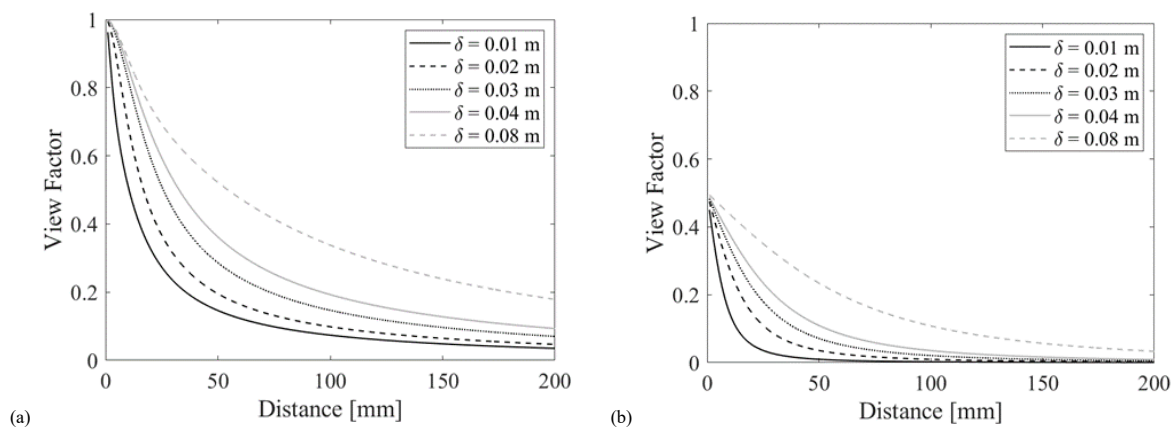 1
0.8
0.6
0.4
0.2
0
View Factor
δ = 0.01 m
δ = 0.02 m
δ = 0.03 m
δ = 0.04 m
δ = 0.08 m
0 50 100 150 200
Distance [mm]
(a)
1
0.8
0.6
0.4
0.2
0
View Factor
δ = 0.01 m
δ = 0.02 m
δ = 0.03 m
δ = 0.04 m
δ = 0.08 m
0 50 100 150 200
Distance [mm]
(b)